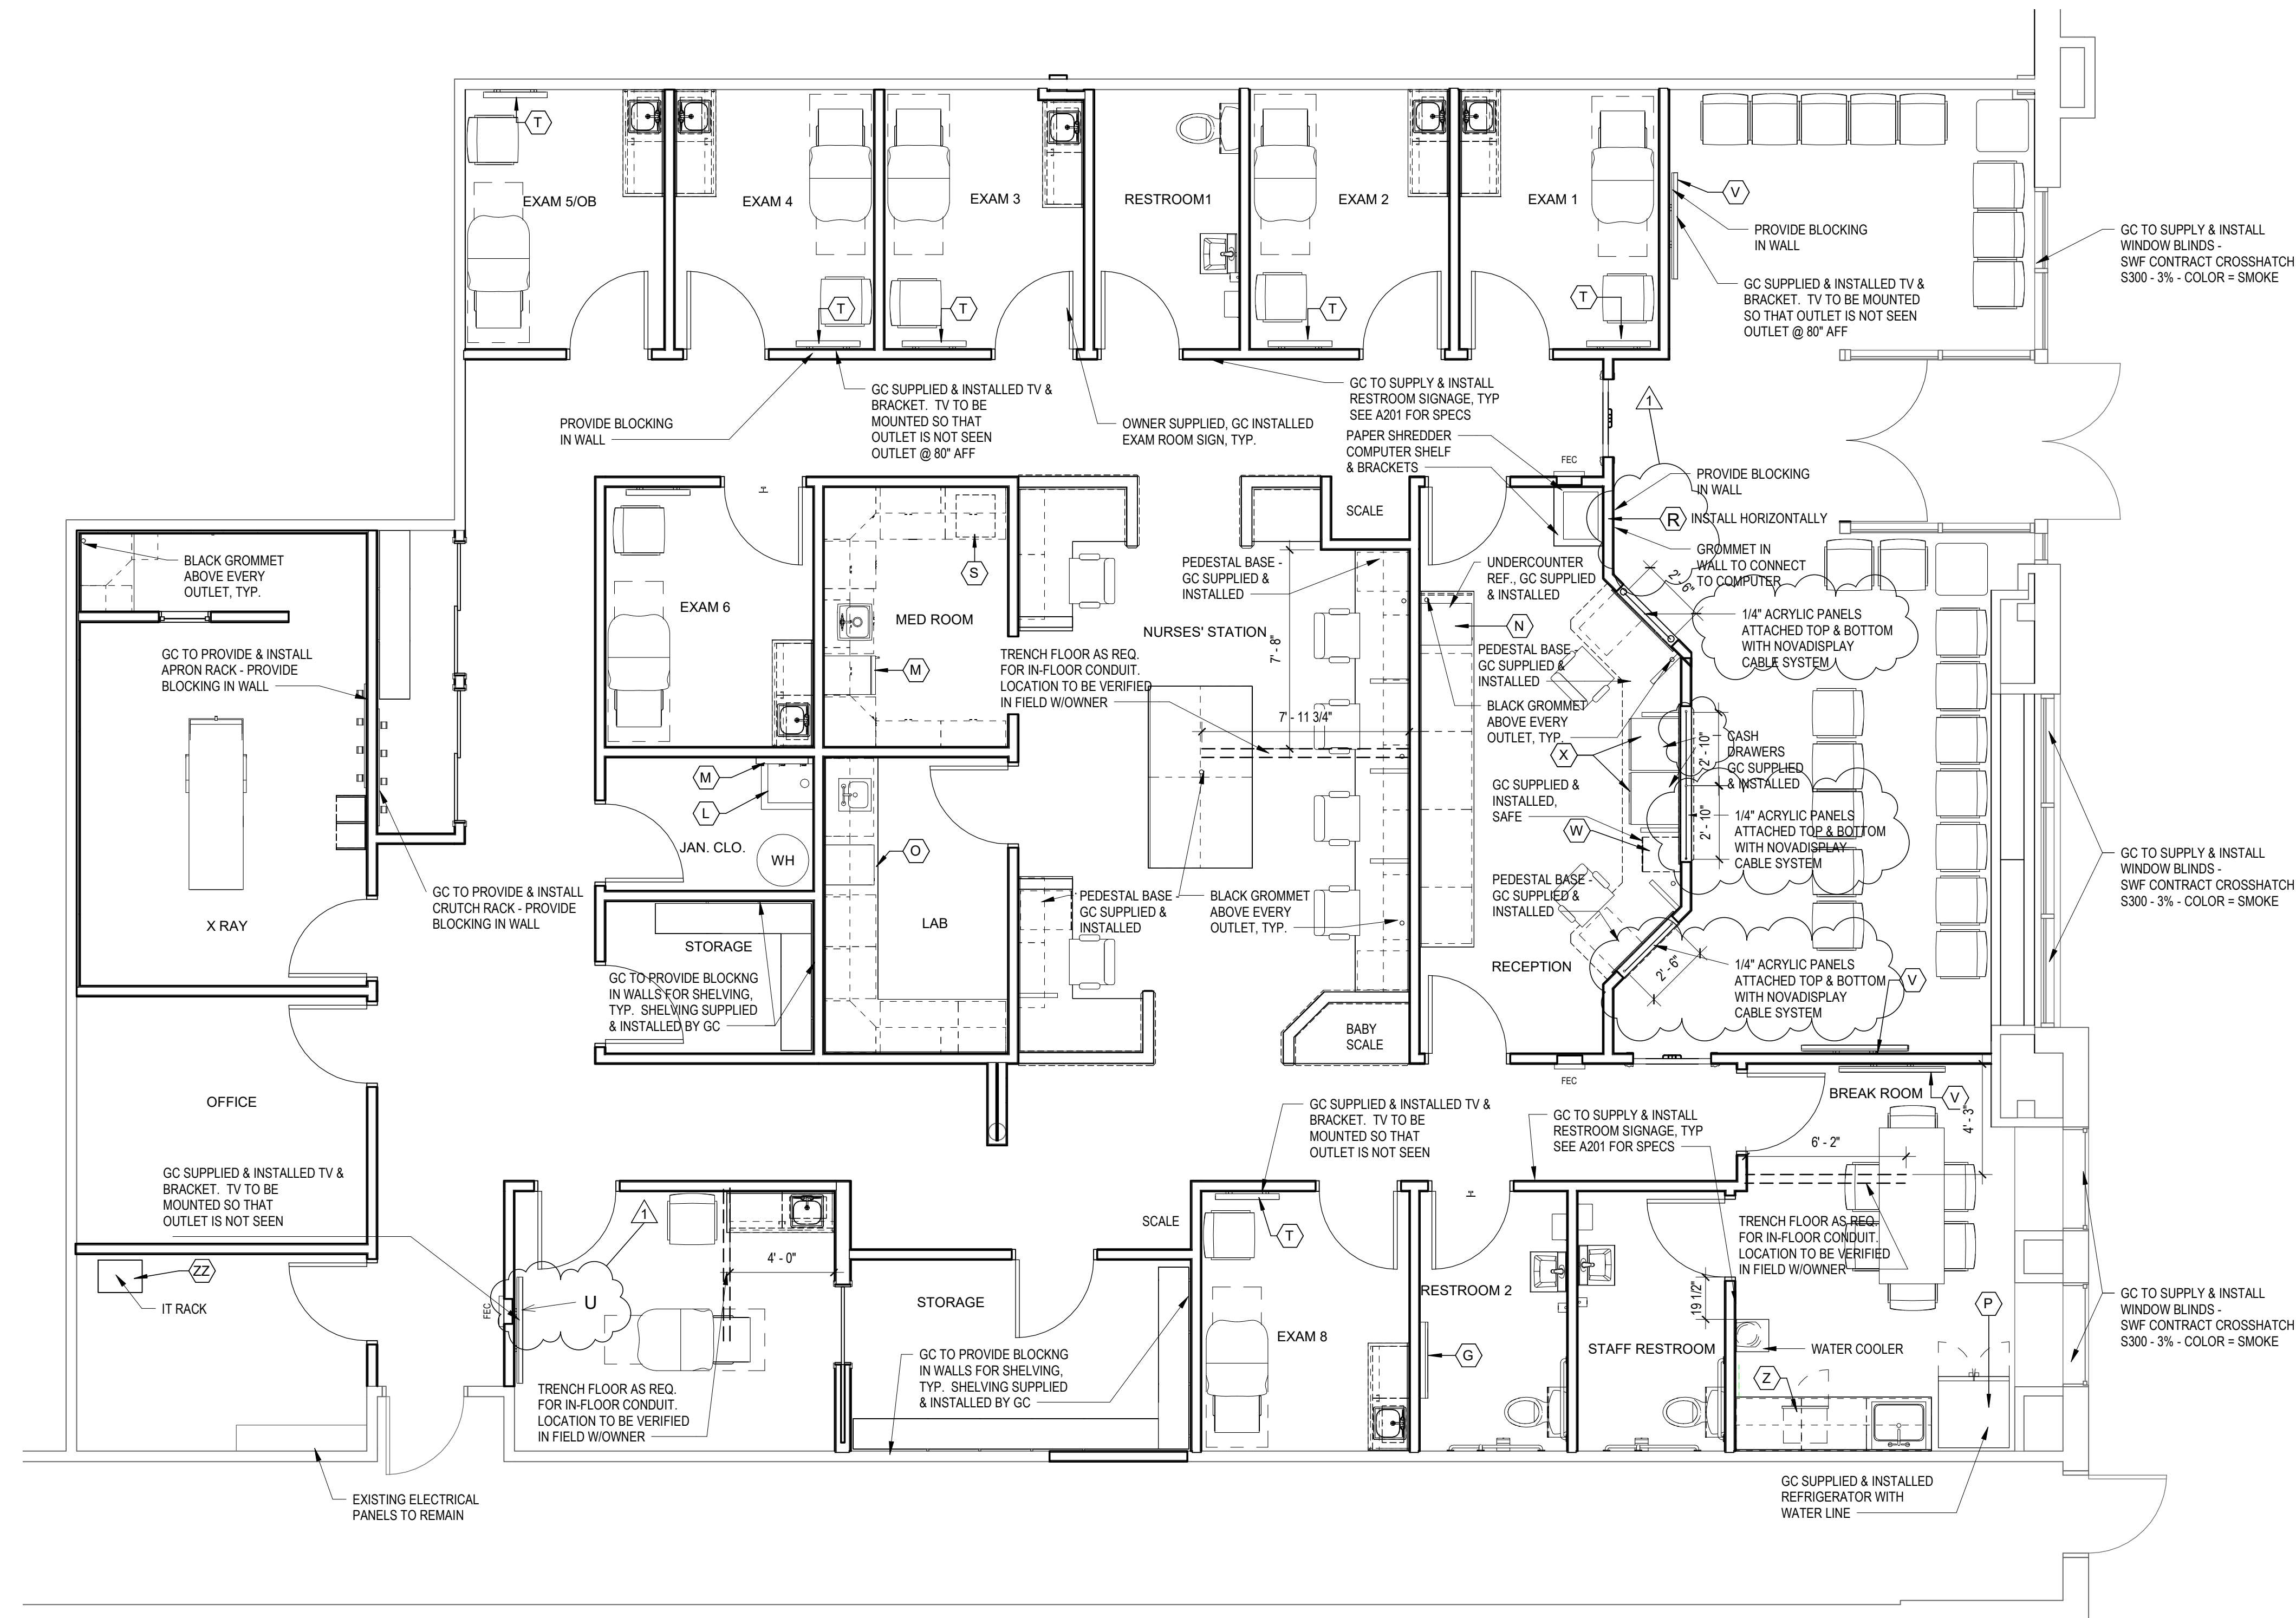 T
EXAM 5/OB
EXAM 4
EXAM 3
RESTROOM1
EXAM 2
EXAM 1
T
T
T
T
V
PROVIDE BLOCKING
IN WALL
GC SUPPLIED & INSTALLED TV &
BRACKET. TV TO BE MOUNTED
SO THAT OUTLET IS NOT SEEN
OUTLET @ 80" AFF
GC TO SUPPLY & INSTALL
WINDOW BLINDS -
SWF CONTRACT CROSSHATCH
S300 - 3% - COLOR = SMOKE
PROVIDE BLOCKING
IN WALL
GC SUPPLIED & INSTALLED TV &
BRACKET. TV TO BE
MOUNTED SO THAT
OUTLET IS NOT SEEN
OUTLET @ 80" AFF
OWNER SUPPLIED, GC INSTALLED
EXAM ROOM SIGN, TYP.
GC TO SUPPLY & INSTALL
RESTROOM SIGNAGE, TYP
SEE A201 FOR SPECS
PAPER SHREDDER
COMPUTER SHELF
& BRACKETS
FEC
1
PROVIDE BLOCKING
IN WALL
R
INSTALL HORIZONTALLY
GROMMET IN
WALL TO CONNECT
TO COMPUTER
SCALE
BLACK GROMMET
ABOVE EVERY
OUTLET, TYP.
S
EXAM 6
MED ROOM
M
PEDESTAL BASE -
GC SUPPLIED &
INSTALLED
NURSES' STATION
7' - 8"
TRENCH FLOOR AS REQ.
FOR IN-FLOOR CONDUIT.
LOCATION TO BE VERIFIED
IN FIELD W/OWNER
7' - 11 3/4"
UNDERCOUNTER
REF., GC SUPPLIED
& INSTALLED
N
PEDESTAL BASE -
GC SUPPLIED &
INSTALLED
BLACK GROMMET
ABOVE EVERY
OUTLET, TYP.
2' - 6"
1/4" ACRYLIC PANELS
ATTACHED TOP & BOTTOM
WITH NOVADISPLAY
CABLE SYSTEM
GC TO PROVIDE & INSTALL
APRON RACK - PROVIDE
BLOCKING IN WALL
X
CASH
DRAWERS
GC SUPPLIED
& INSTALLED
2' - 10"
2' - 10"
GC SUPPLIED &
INSTALLED,
SAFE
W
1/4" ACRYLIC PANELS
ATTACHED TOP & BOTTOM
WITH NOVADISPLAY
CABLE SYSTEM
M
L
JAN. CLO.
WH
O
GC TO SUPPLY & INSTALL
WINDOW BLINDS -
SWF CONTRACT CROSSHATCH
S300 - 3% - COLOR = SMOKE
GC TO PROVIDE & INSTALL
CRUTCH RACK - PROVIDE
BLOCKING IN WALL
X RAY
PEDESTAL BASE -
GC SUPPLIED &
INSTALLED
BLACK GROMMET
ABOVE EVERY
OUTLET, TYP.
PEDESTAL BASE -
GC SUPPLIED &
INSTALLED
LAB
STORAGE
GC TO PROVIDE BLOCKNG
IN WALLS FOR SHELVING,
TYP. SHELVING SUPPLIED
& INSTALLED BY GC
RECEPTION
2' - 6"
1/4" ACRYLIC PANELS
ATTACHED TOP & BOTTOM
WITH NOVADISPLAY
CABLE SYSTEM
V
BABY
SCALE
FEC
OFFICE
BREAK ROOM
V
4' - 3"
6' - 2"
GC SUPPLIED & INSTALLED TV &
BRACKET. TV TO BE
MOUNTED SO THAT
OUTLET IS NOT SEEN
GC TO SUPPLY & INSTALL
RESTROOM SIGNAGE, TYP
SEE A201 FOR SPECS
GC SUPPLIED & INSTALLED TV &
BRACKET. TV TO BE
MOUNTED SO THAT
OUTLET IS NOT SEEN
1
4' - 0"
SCALE
T
TRENCH FLOOR AS REQ.
FOR IN-FLOOR CONDUIT.
LOCATION TO BE VERIFIED
IN FIELD W/OWNER
ZZ
IT RACK
FEC
U
STORAGE
EXAM 8
RESTROOM 2
STAFF RESTROOM
19 1/2"
WATER COOLER
P
G
Z
GC TO SUPPLY & INSTALL
WINDOW BLINDS -
SWF CONTRACT CROSSHATCH
S300 - 3% - COLOR = SMOKE
GC TO PROVIDE BLOCKNG
IN WALLS FOR SHELVING,
TYP. SHELVING SUPPLIED
& INSTALLED BY GC
TRENCH FLOOR AS REQ.
FOR IN-FLOOR CONDUIT.
LOCATION TO BE VERIFIED
IN FIELD W/OWNER
EXISTING ELECTRICAL
PANELS TO REMAIN
GC SUPPLIED & INSTALLED
REFRIGERATOR WITH
WATER LINE